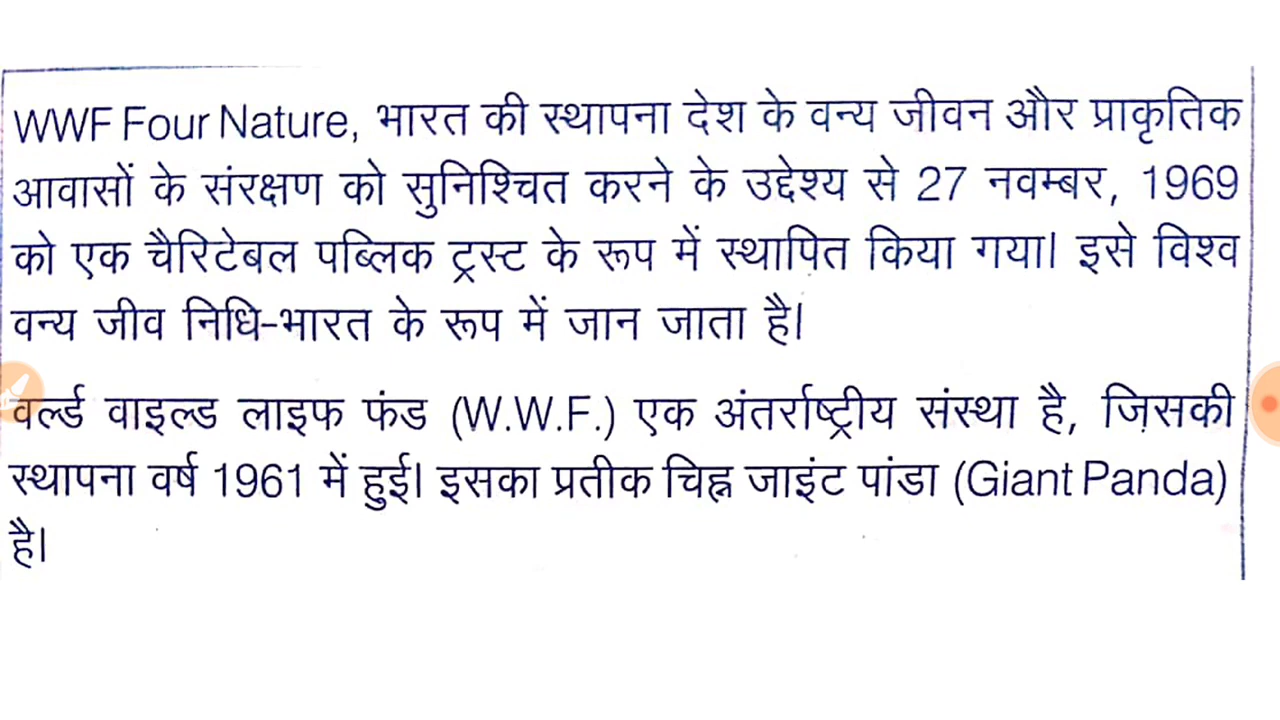 WWF Four Nature, भारत की स्थापना देश के वन्य जीवन और प्राकृतिक
आवासों के संरक्षण को सुनिश्चित करने के उद्देश्य से 27 नवम्बर, 1969
को एक चैरिटेबल पब्लिक ट्रस्ट के रूप में स्थापित किया गया। इसे विश्व
वन्य जीव निधि-भारत के रूप में जान जाता है।
वर्ल्ड वाइल्ड लाइफ फंड (W.W.F.) एक अंतर्राष्ट्रीय संस्था है, जिसकी
स्थापना वर्ष 1961 में हुई। इसका प्रतीक चिह्न जाइंट पांडा (Giant Panda)
है।